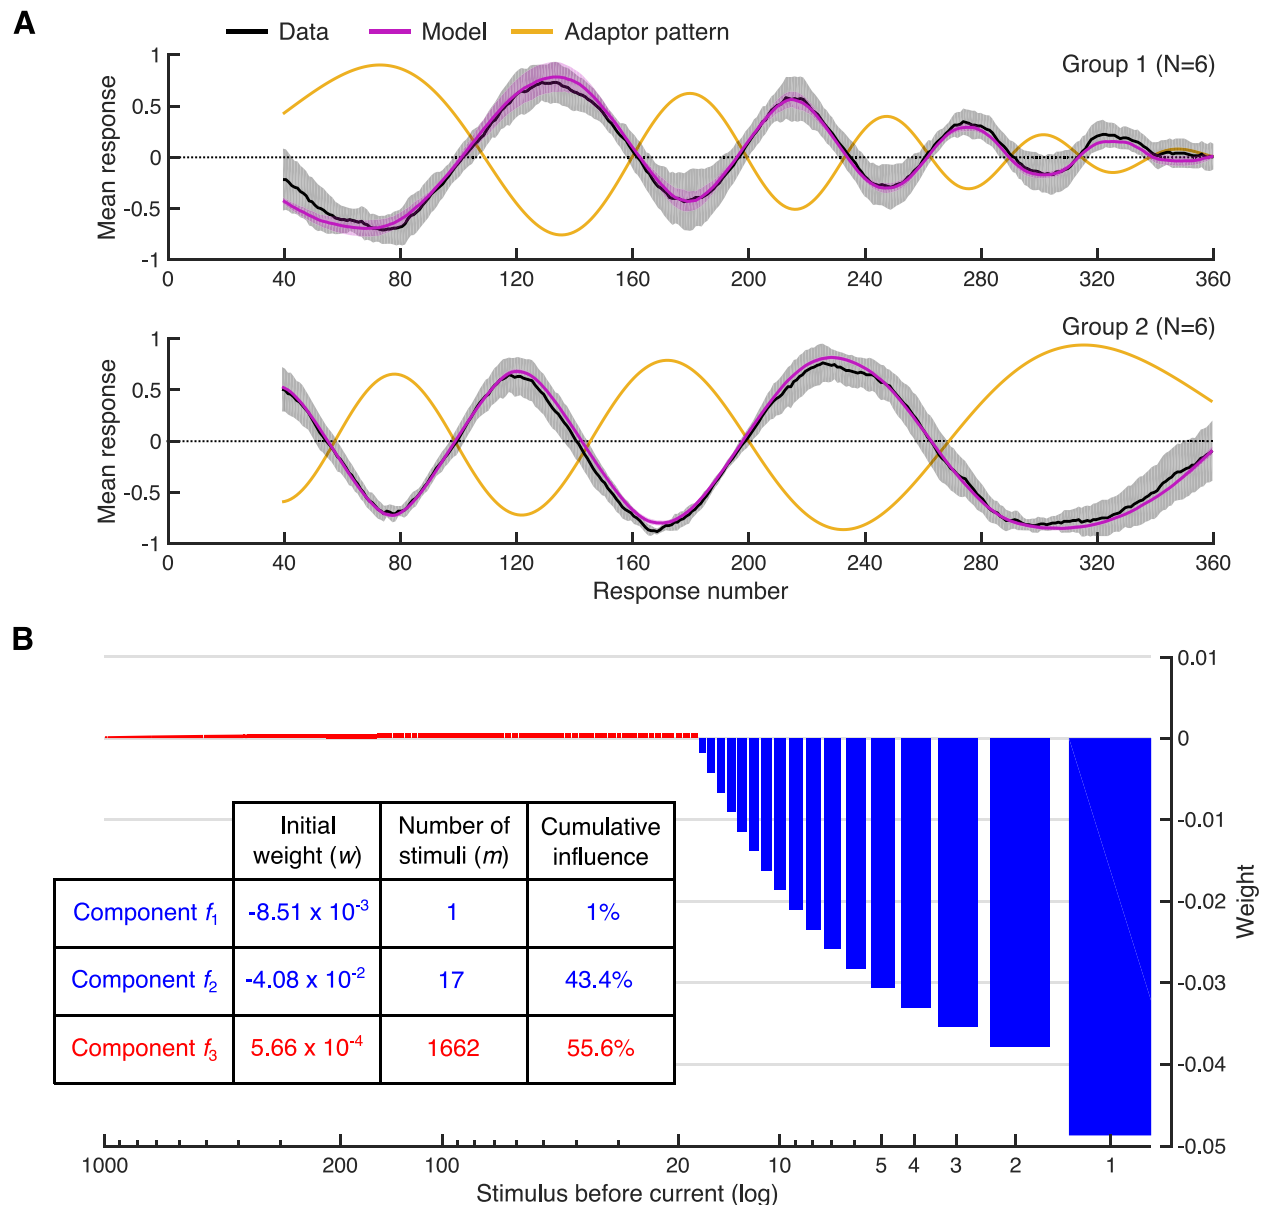 A
Data Model Adaptor pattern
Group 1 (N=6)
Mean response
1
0.5
0
-0.5
-1
0 40 80 120 160 200 240 280 320 360
Group 2 (N=6)
Mean response
1
0.5
0
-0.5
-1
0 40 80 120 160 200 240 280 320 360
Response number
B
0.01
0
-0.01
-0.02
-0.03
-0.04
-0.05
Weight
Initial weight (w) Number of stimuli (m) Cumulative influence
Component f1 -8.51 x 10-3 1 1%
Component f2 -4.08 x 10-2 17 43.4%
Component f3 5.66 x 10-4 1662 55.6%
1000 200 100 20 10 5 4 3 2 1
Stimulus before current (log)